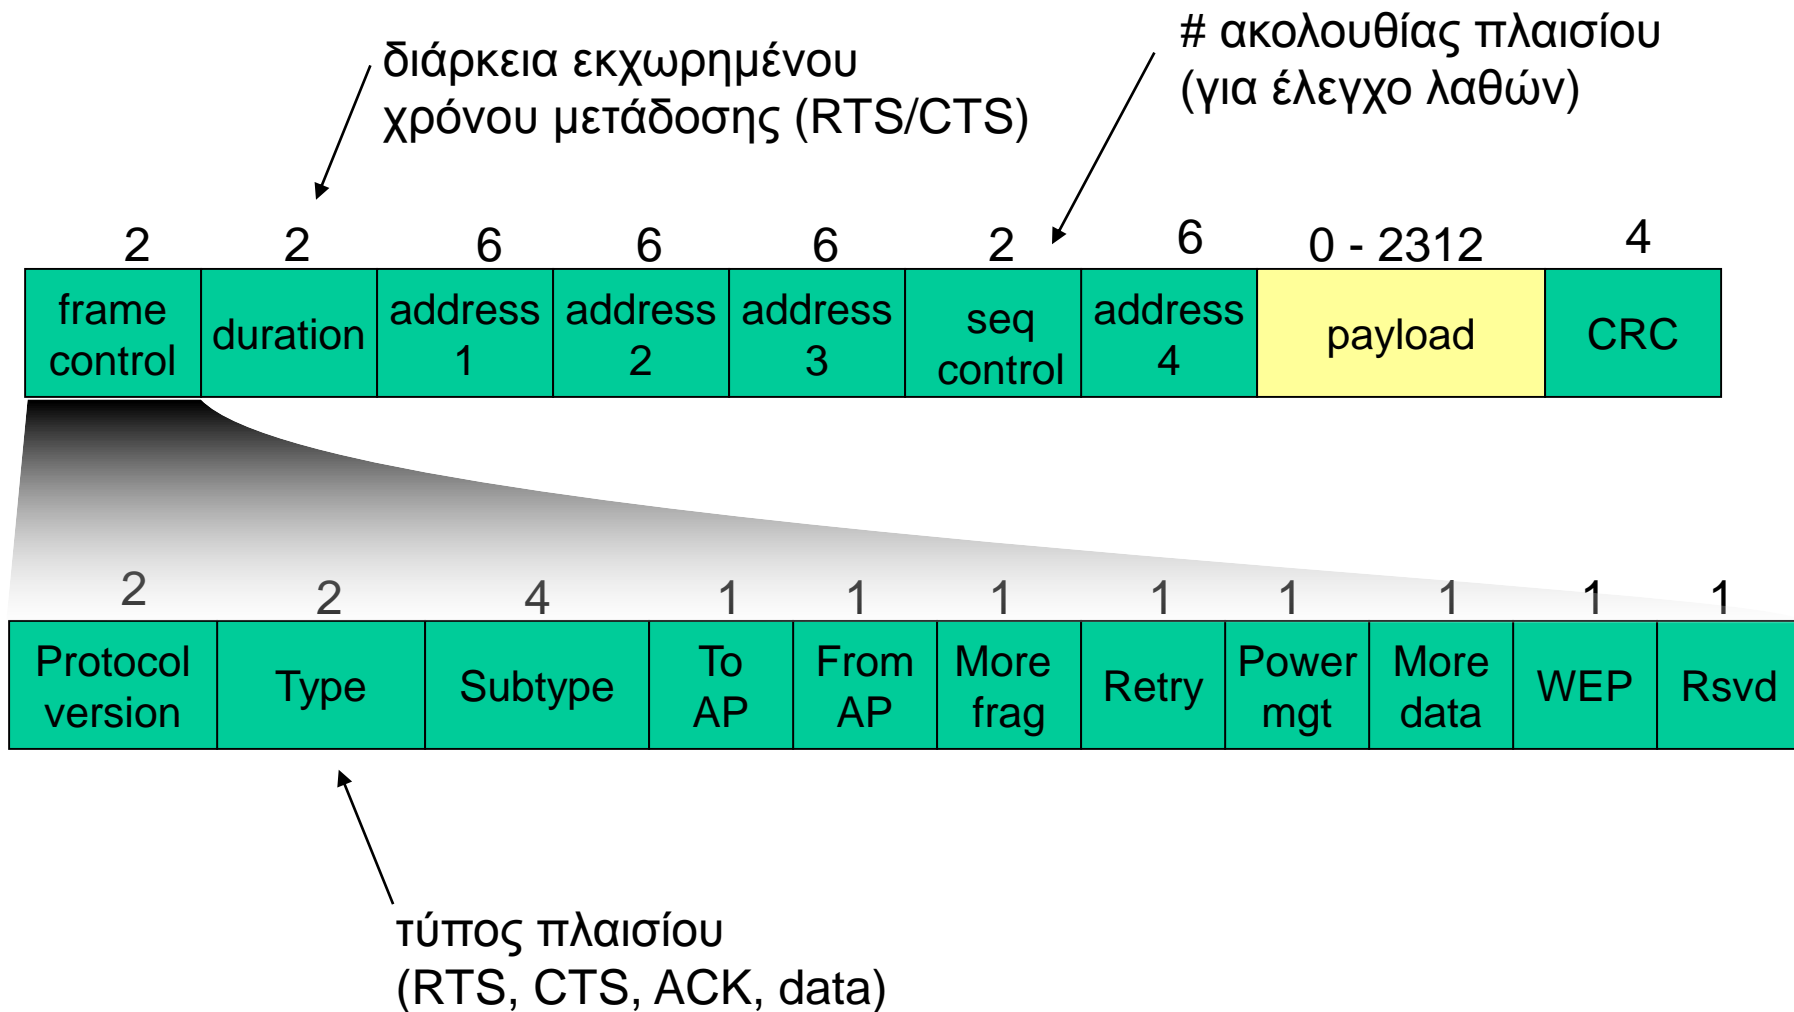 διάρκεια εκχωρημένου
χρόνου μετάδοσης (RTS/CTS)
# ακολουθίας πλαισίου
(για έλεγχο λαθών)
2 2 6 6 6 2 6 0 - 2312 4
frame
control
duration
address
1
address
2
address
3
seq
control
address
4
payload
CRC
2 2 4 1 1 1 1 1 1 1 1
Protocol
version
Type
Subtype
To
AP
From
AP
More
frag
Retry
Power
mgt
More
data
WEP
Rsvd
τύπος πλαισίου
(RTS, CTS, ACK, data)